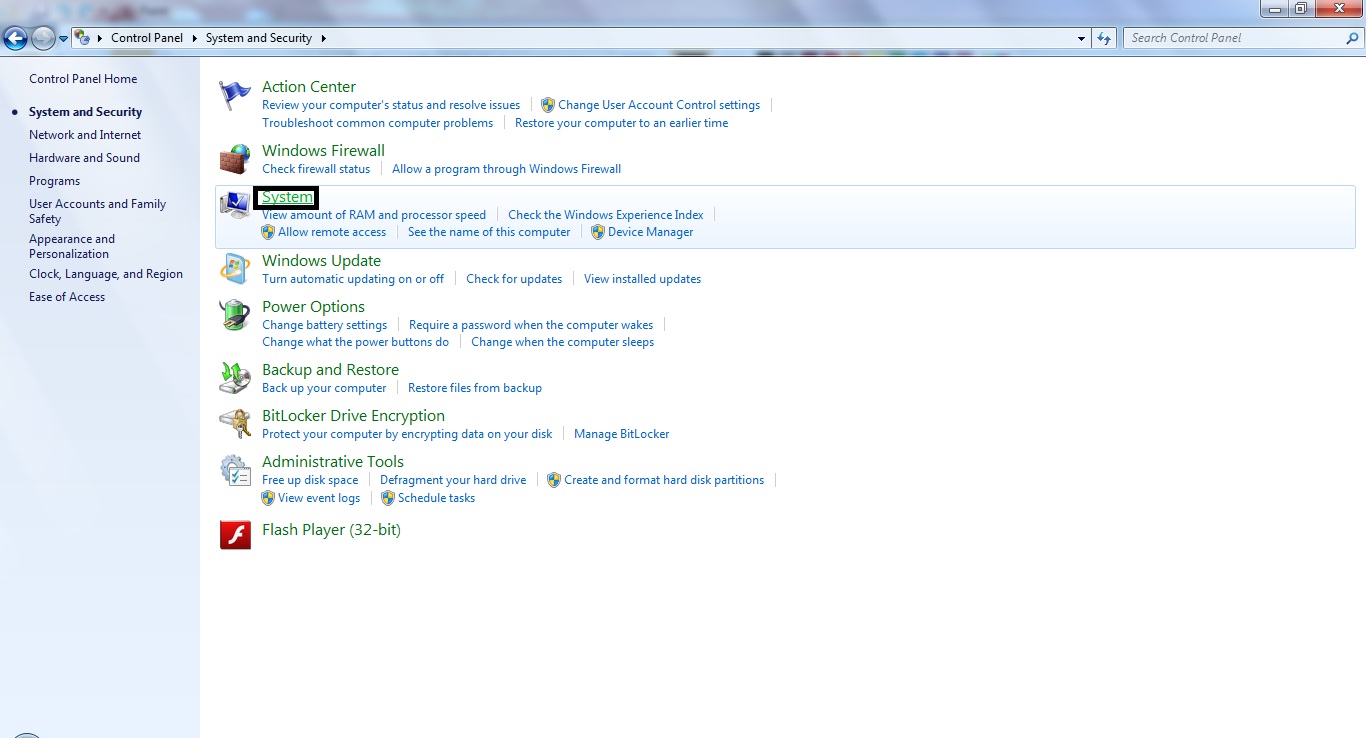 Control Panel System and Security
Search Control Panel
Control Panel Home
System and Security
Network and Internet
Hardware and Sound
Programs
User Accounts and Family
Safety
Appearance and
Personalization
Clock, Language, and Region
Ease of Access
Action Center
Review your computer's status and resolve issues Change User Account Control settings
Troubleshoot common computer problems Restore your computer to an earlier time
Windows Firewall
Check firewall status Allow a program through Windows Firewall
System
View amount of RAM and processor speed Check the Windows Experience Index
Allow remote access See the name of this computer Device Manager
Windows Update
Turn automatic updating on or off Check for updates View installed updates
Power Options
Change battery settings Require a password when the computer wakes
Change what the power buttons do Change when the computer sleeps
Backup and Restore
Back up your computer Restore files from backup
BitLocker Drive Encryption
Protect your computer by encrypting data on your disk Manage BitLocker
Administrative Tools
Free up disk space Defragment your hard drive Create and format hard disk partitions
View event logs Schedule tasks
Flash Player (32-bit)